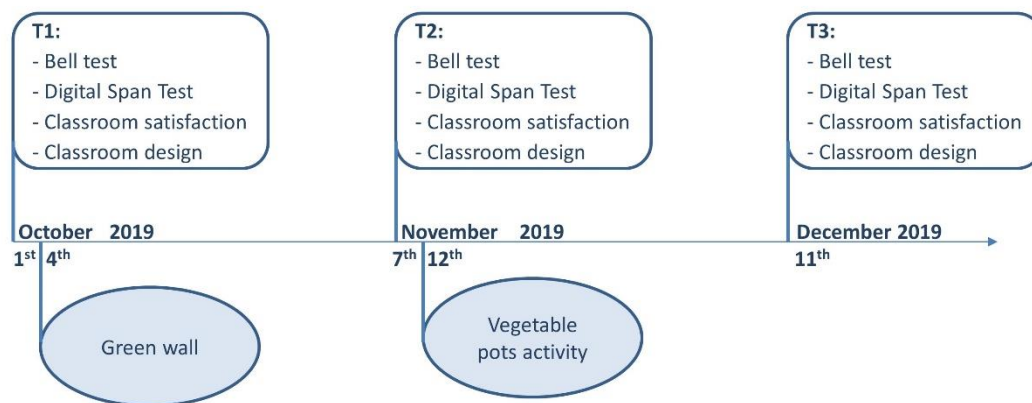 T1:
- Bell test
- Digital Span Test
- Classroom satisfaction
- Classroom design
T2:
- Bell test
- Digital Span Test
- Classroom satisfaction
- Classroom design
T3:
- Bell test
- Digital Span Test
- Classroom satisfaction
- Classroom design
October 2019
November 2019
December 2019
1st 4th
7th 12th
11th
Green wall
Vegetable
pots activity